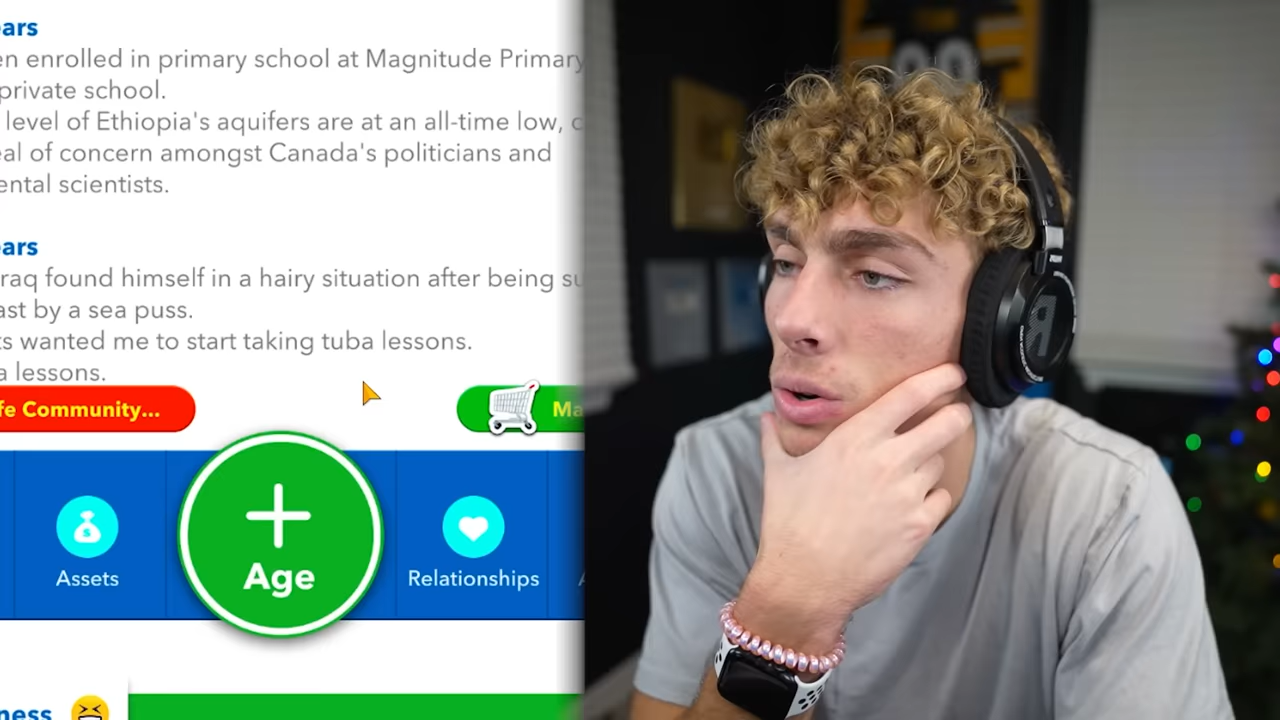 ars
en enrolled in primary school at Magnitude Primary
private school.
level of Ethiopia's aquifers are at an all-time low, c
eal of concern amongst Canada's politicians and
ental scientists.
ars
raq found himself in a hairy situation after being su
ast by a sea puss.
ts wanted me to start taking tuba lessons.
a lessons.
fe Community...
Ma
Assets
Age
Relationships
ness
R